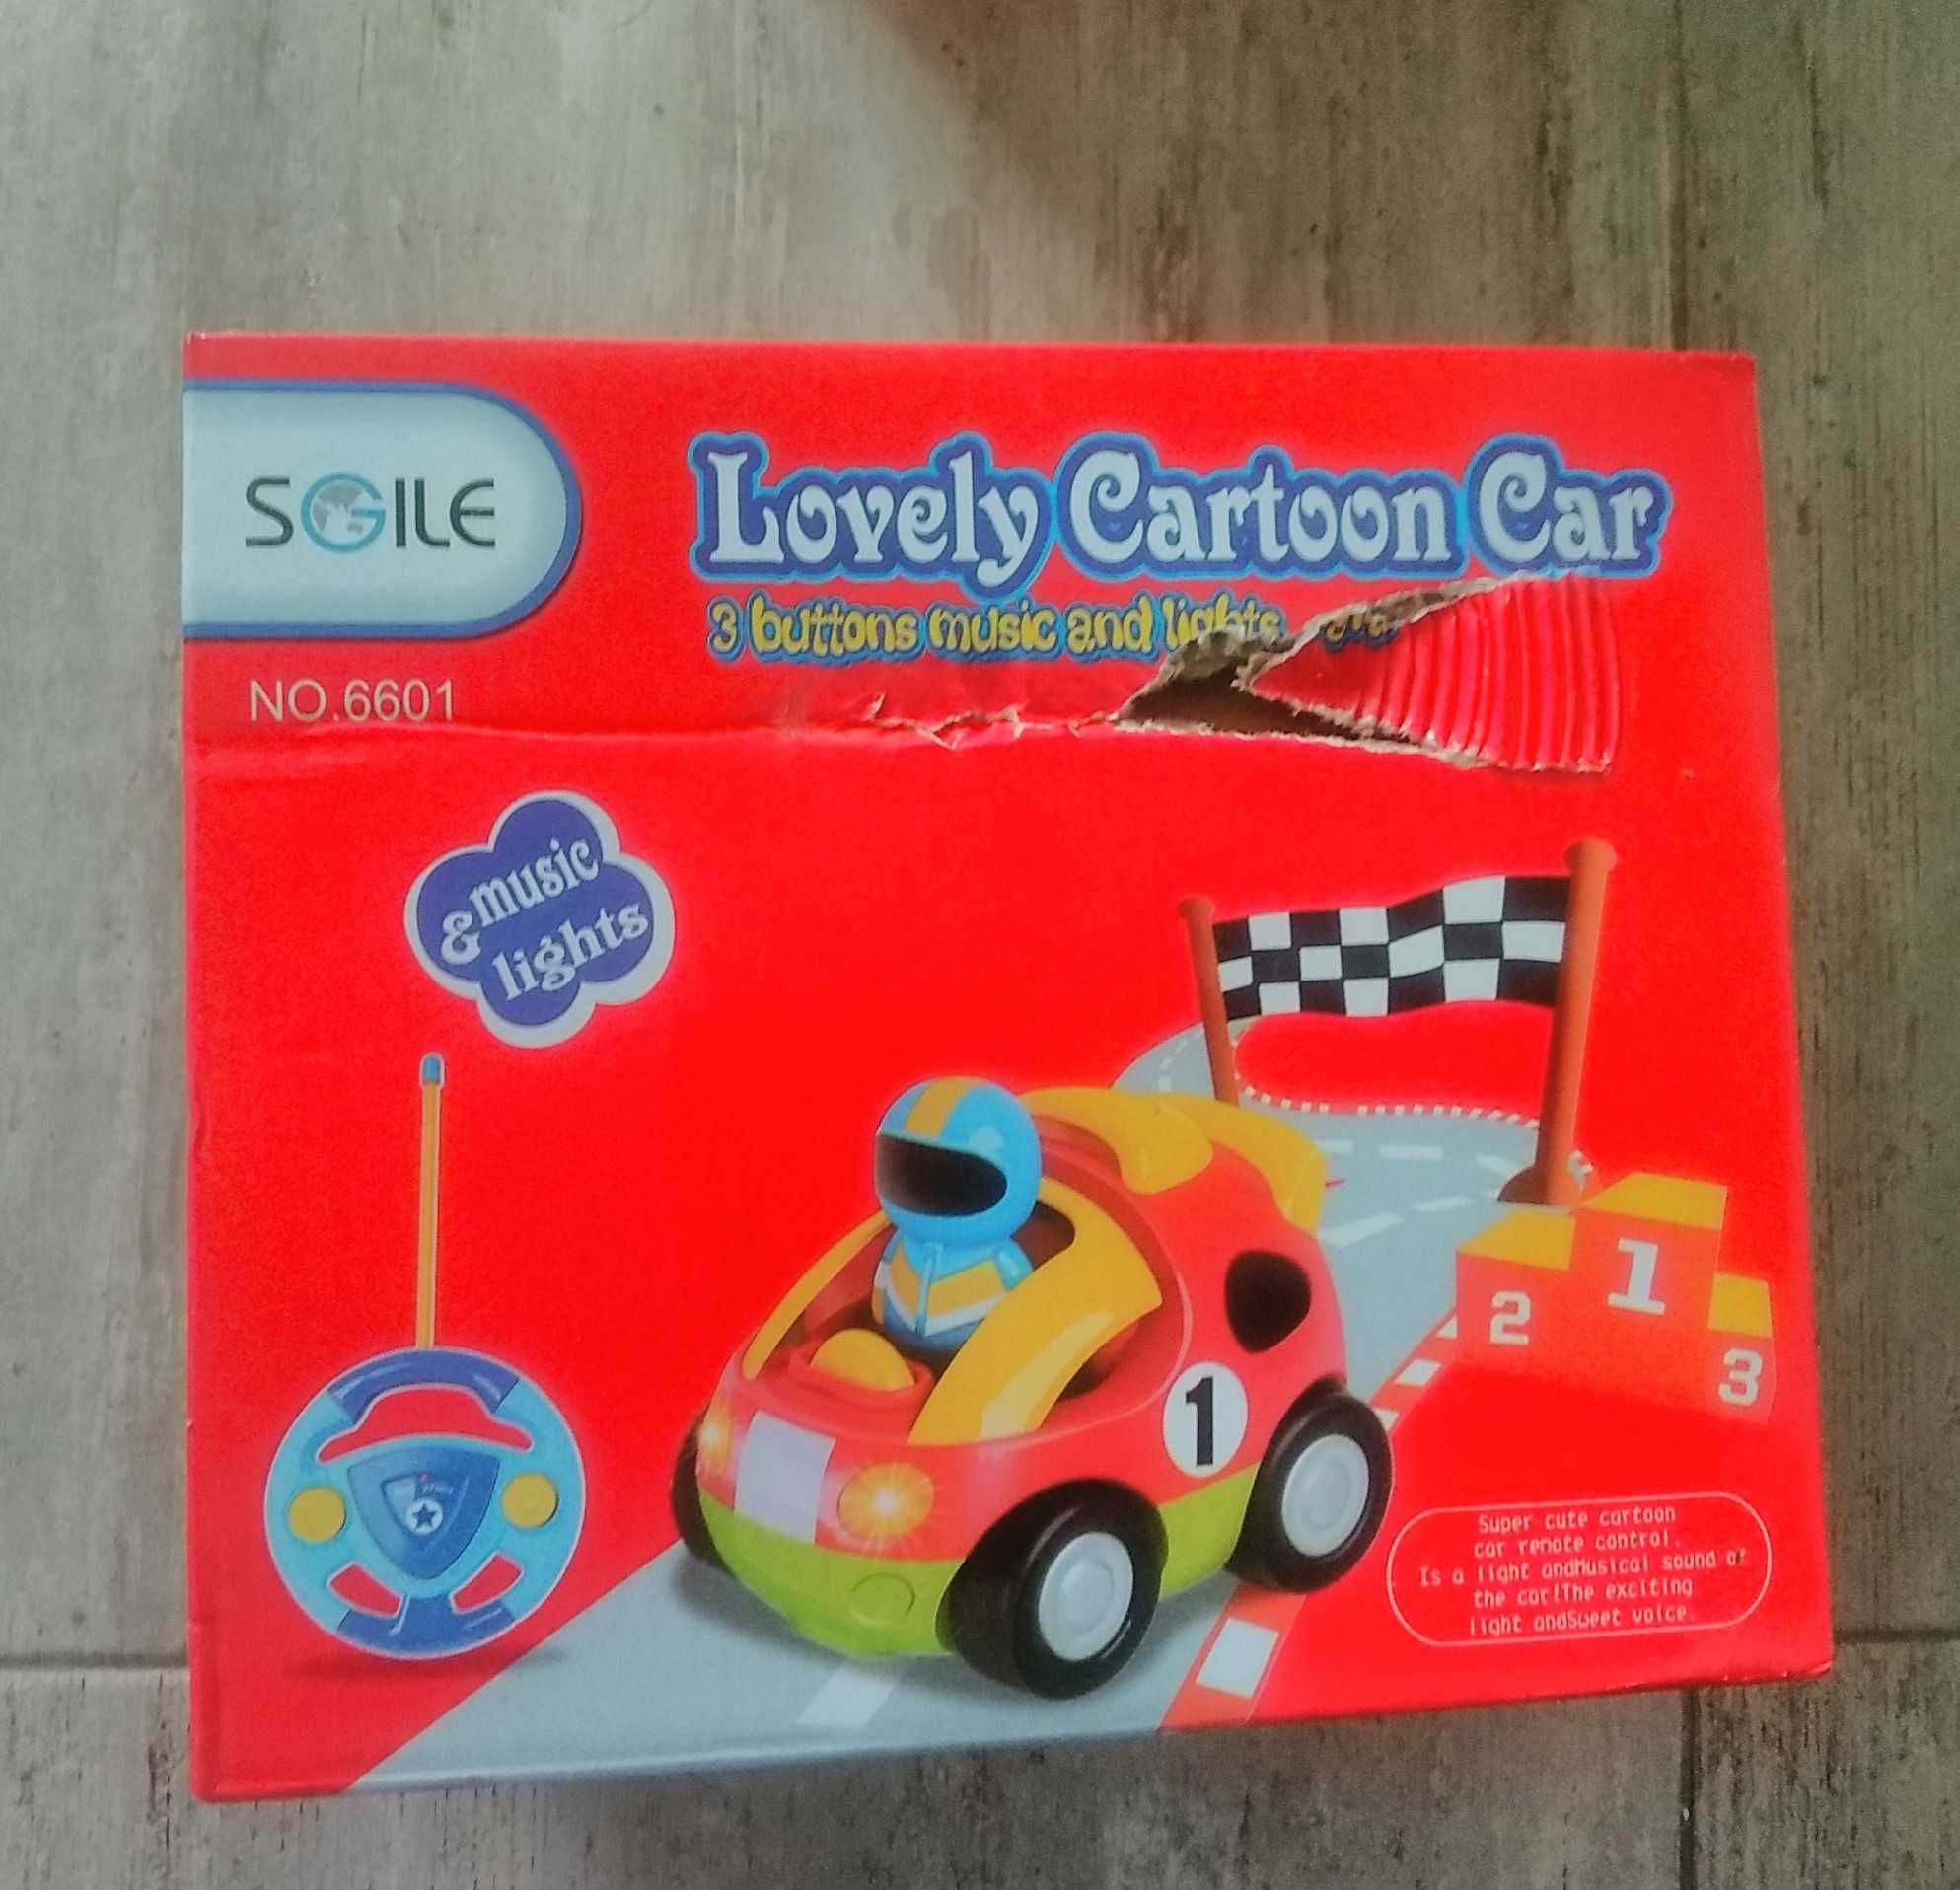 SGILE
Lovely Cartoon Car
3 buttons music and lights
NO.6601
music
& lights
1
2
3
1
Super cute cartoon
car remote control.
Is a light andMusical sound of
the car!The exciting
light andSweet voice.